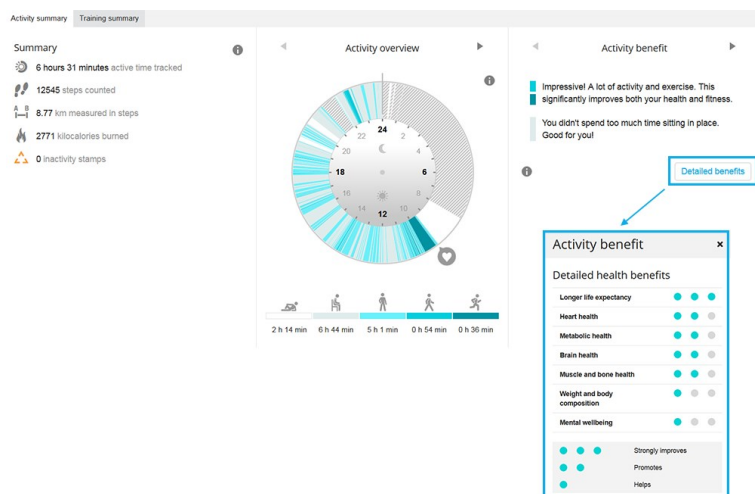 Activity summary
Training summary
Summary
6 hours 31 minutes active time tracked
12545 steps counted
A B
8.77 km measured in steps
2771 kilocalories burned
0 inactivity stamps
Activity overview
24
22 2
20 4
18 6
16 8
14 10
12
2 h 14 min 6 h 44 min 5 h 1 min 0 h 54 min 0 h 36 min
Activity benefit
Impressive! A lot of activity and exercise. This
significantly improves both your health and fitness.
You didn't spend too much time sitting in place.
Good for you!
Detailed benefits
Activity benefit ×
Detailed health benefits
Longer life expectancy
Heart health
Metabolic health
Brain health
Muscle and bone health
Weight and body
composition
Mental wellbeing
Strongly improves
Promotes
Helps